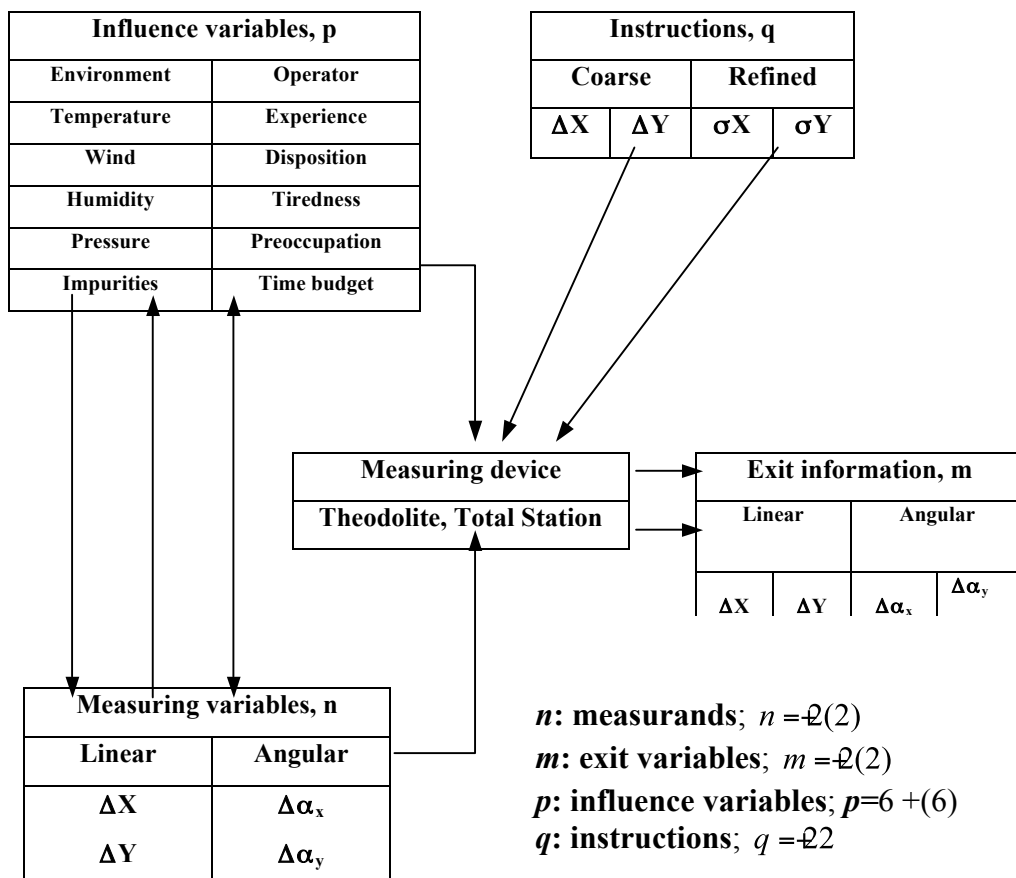 Influence variables, p
Environment Operator
Temperature Experience
Wind Disposition
Humidity Tiredness
Pressure Preoccupation
Impurities Time budget
Instructions, q
Coarse Refined
ΔX ΔY σX σY
Measuring device
Theodolite, Total Station
Exit information, m
Linear Angular
ΔX ΔY Δαx Δαy
Measuring variables, n
Linear Angular
ΔX Δαx
ΔY Δαy
n: measurands; n =+2(2)
m: exit variables; m =+2(2)
p: influence variables; p=6 +(6)
q: instructions; q =+22